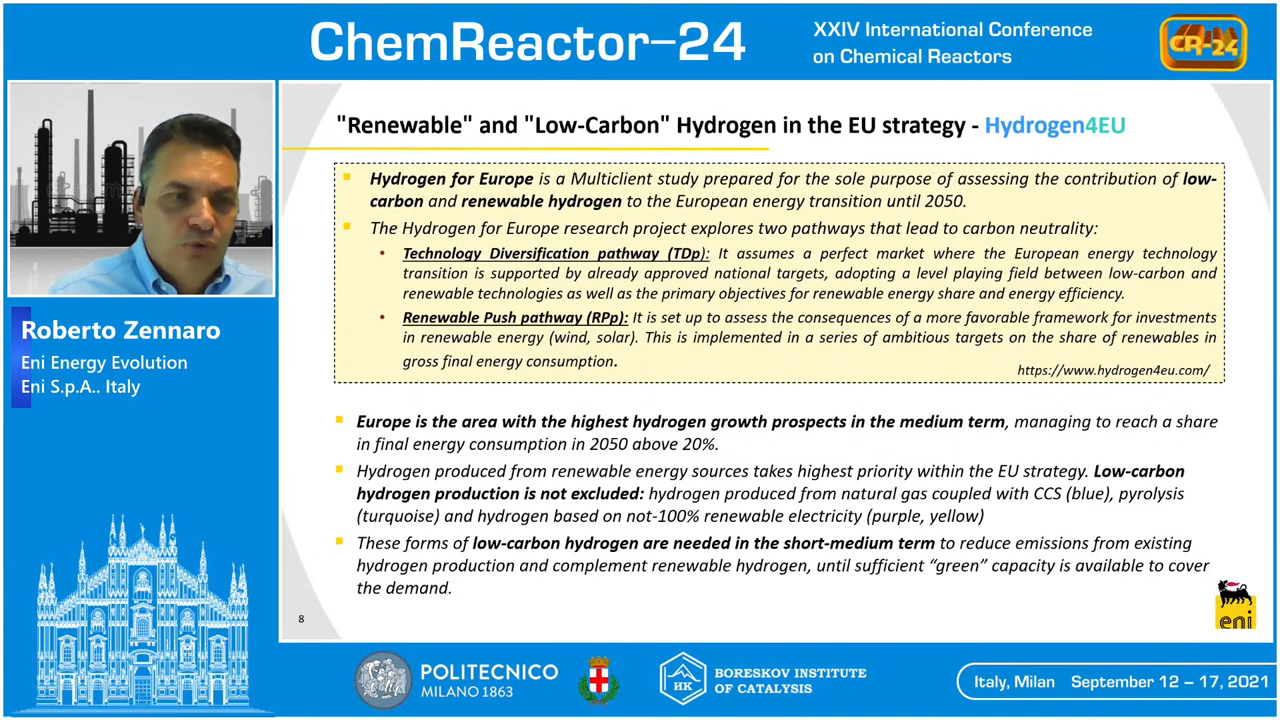 ChemReactor–24
XXIV International Conference
on Chemical Reactors
CR-24
"Renewable" and "Low-Carbon" Hydrogen in the EU strategy - Hydrogen4EU
Hydrogen for Europe is a Multiclient study prepared for the sole purpose of assessing the contribution of low-
carbon and renewable hydrogen to the European energy transition until 2050.
The Hydrogen for Europe research project explores two pathways that lead to carbon neutrality:
Technology Diversification pathway (TDp): It assumes a perfect market where the European energy technology
transition is supported by already approved national targets, adopting a level playing field between low-carbon and
renewable technologies as well as the primary objectives for renewable energy share and energy efficiency.
Renewable Push pathway (RPp): It is set up to assess the consequences of a more favorable framework for investments
in renewable energy (wind, solar). This is implemented in a series of ambitious targets on the share of renewables in
gross final energy consumption.
https://www.hydrogen4eu.com/
Roberto Zennaro
Eni Energy Evolution
Eni S.p.A.. Italy
Europe is the area with the highest hydrogen growth prospects in the medium term, managing to reach a share
in final energy consumption in 2050 above 20%.
Hydrogen produced from renewable energy sources takes highest priority within the EU strategy. Low-carbon
hydrogen production is not excluded: hydrogen produced from natural gas coupled with CCS (blue), pyrolysis
(turquoise) and hydrogen based on not-100% renewable electricity (purple, yellow)
These forms of low-carbon hydrogen are needed in the short-medium term to reduce emissions from existing
hydrogen production and complement renewable hydrogen, until sufficient “green” capacity is available to cover
the demand.
8
eni
POLITECNICO
MILANO 1863
НК
BORESKOV INSTITUTE
OF CATALYSIS
Italy, Milan September 12 – 17, 2021